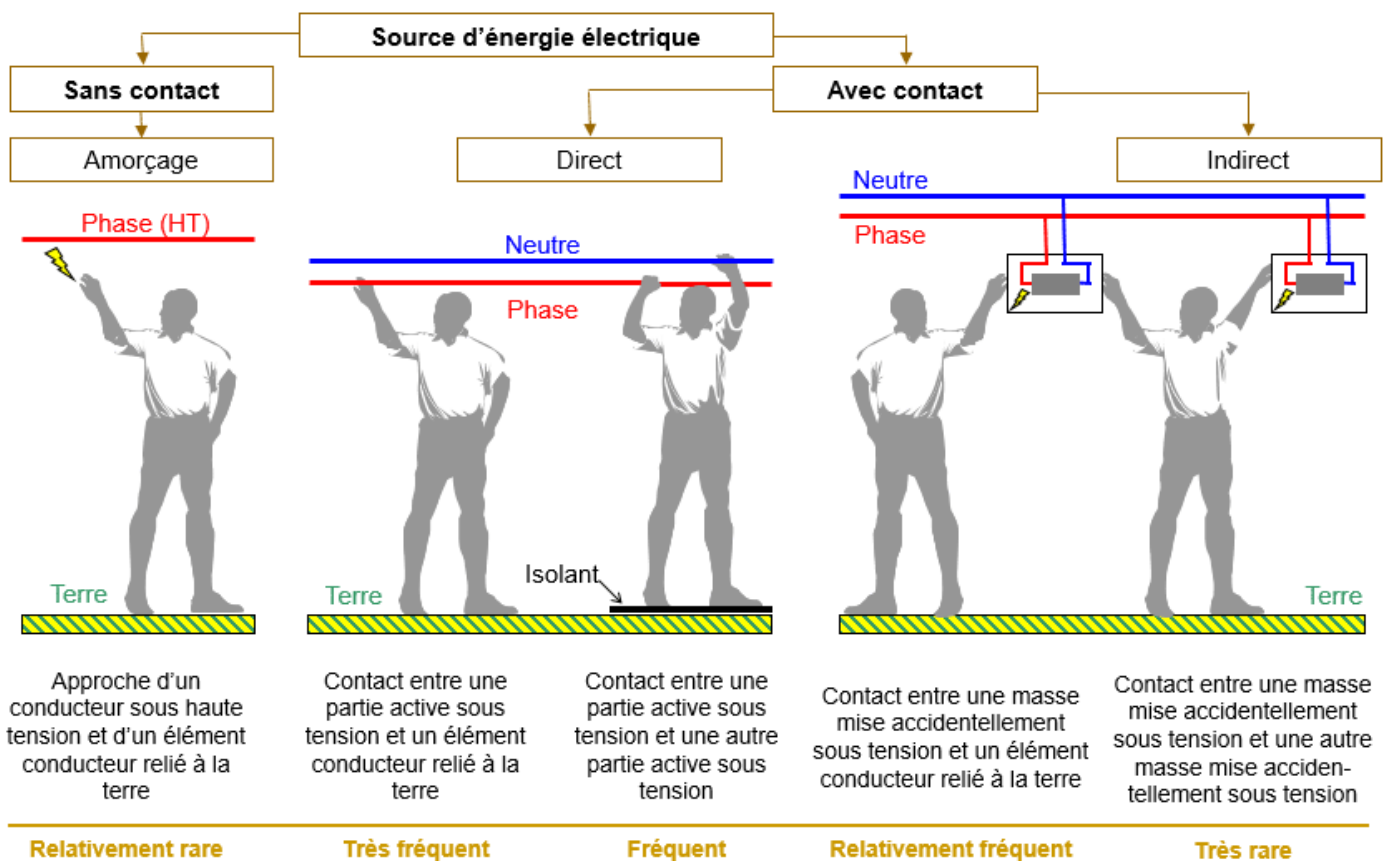 Source d'énergie électrique
Sans contact
Avec contact
Amorçage
Direct
Indirect
Phase (HT)
Terre
Neutre
Phase
Isolant
Terre
Neutre
Phase
Terre
Approche d'un
conducteur sous haute
tension et d'un élément
conducteur relié à la
terre
Contact entre une
partie active sous
tension et un élément
conducteur relié à la
terre
Contact entre une
partie active sous
tension et une autre
partie active sous
tension
Contact entre une masse
mise accidentellement
sous tension et un élément
conducteur relié à la terre
Contact entre une masse
mise accidentellement
sous tension et une autre
masse mise acciden-
tellement sous tension
Relativement rare
Très fréquent
Fréquent
Relativement fréquent
Très rare